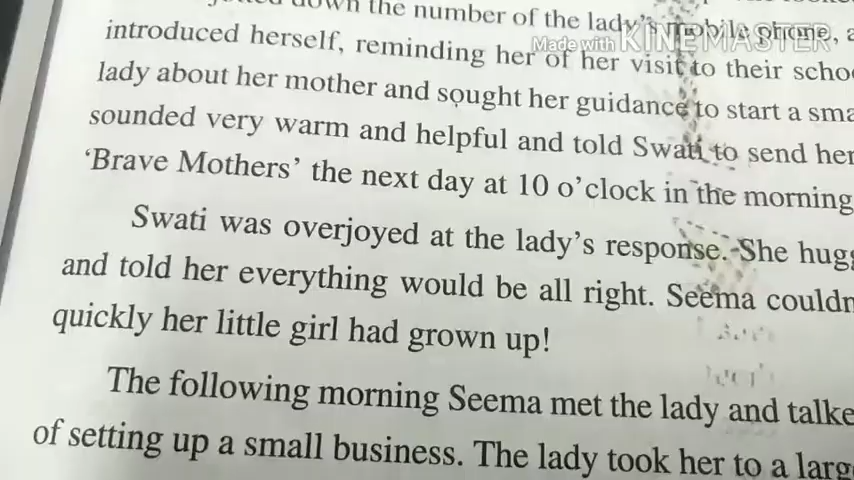 down the number of the lady's mobile phone, a
introduced herself, reminding her of her visit to their scho
lady about her mother and sought her guidance to start a sma
sounded very warm and helpful and told Swati to send her
'Brave Mothers' the next day at 10 o'clock in the morning
Swati was overjoyed at the lady's response. She hugg
and told her everything would be all right. Seema couldn
quickly her little girl had grown up!
The following morning Seema met the lady and talke
of setting up a small business. The lady took her to a larg
Made with KINEMASTER